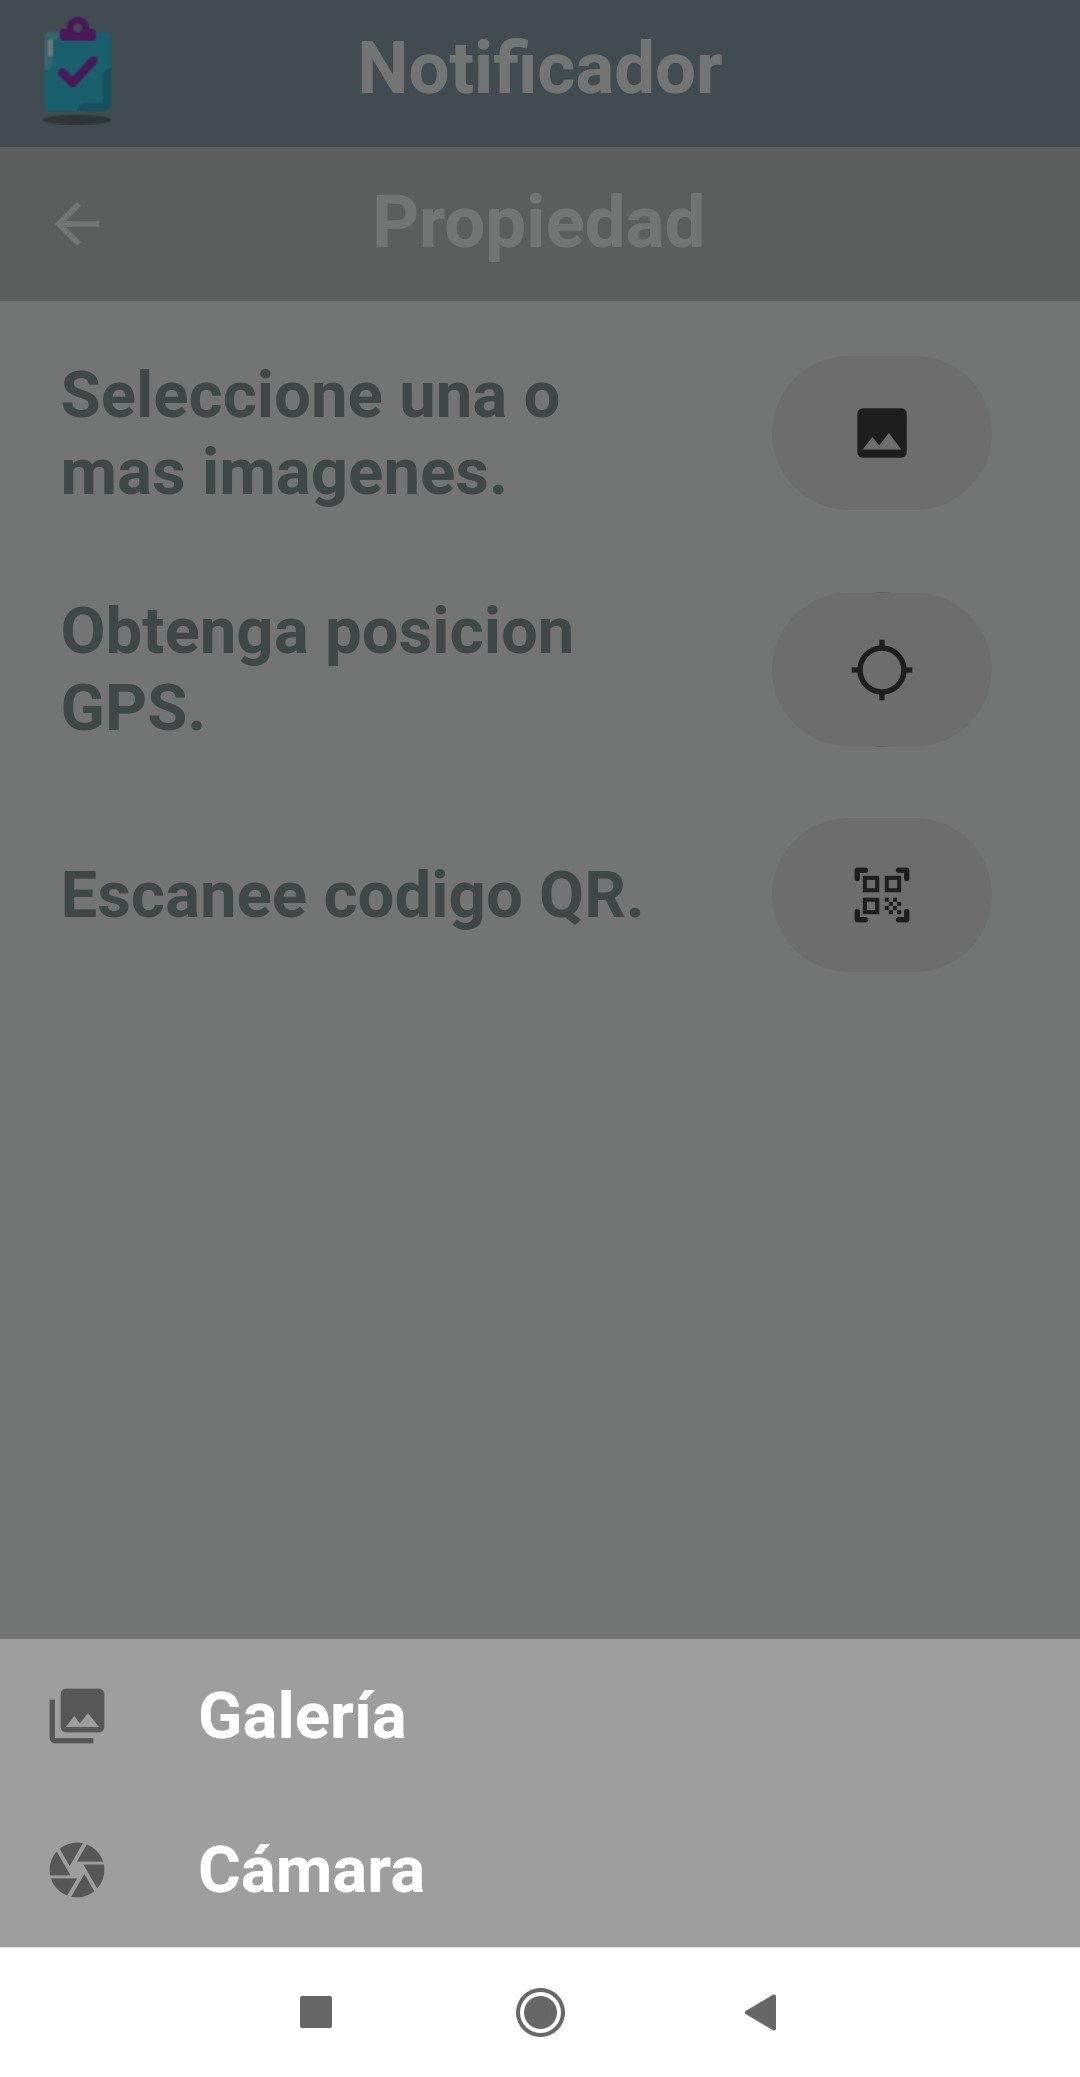 Notificador
Propiedad
Seleccione una o
mas imagenes.
Obtenga posicion
GPS.
Escanee codigo QR.
Galería
Cámara